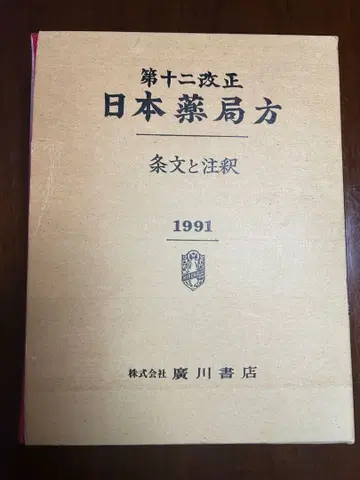 第十二改正
日本薬局方
条文と注釈
1991
株式会社 廣川書店